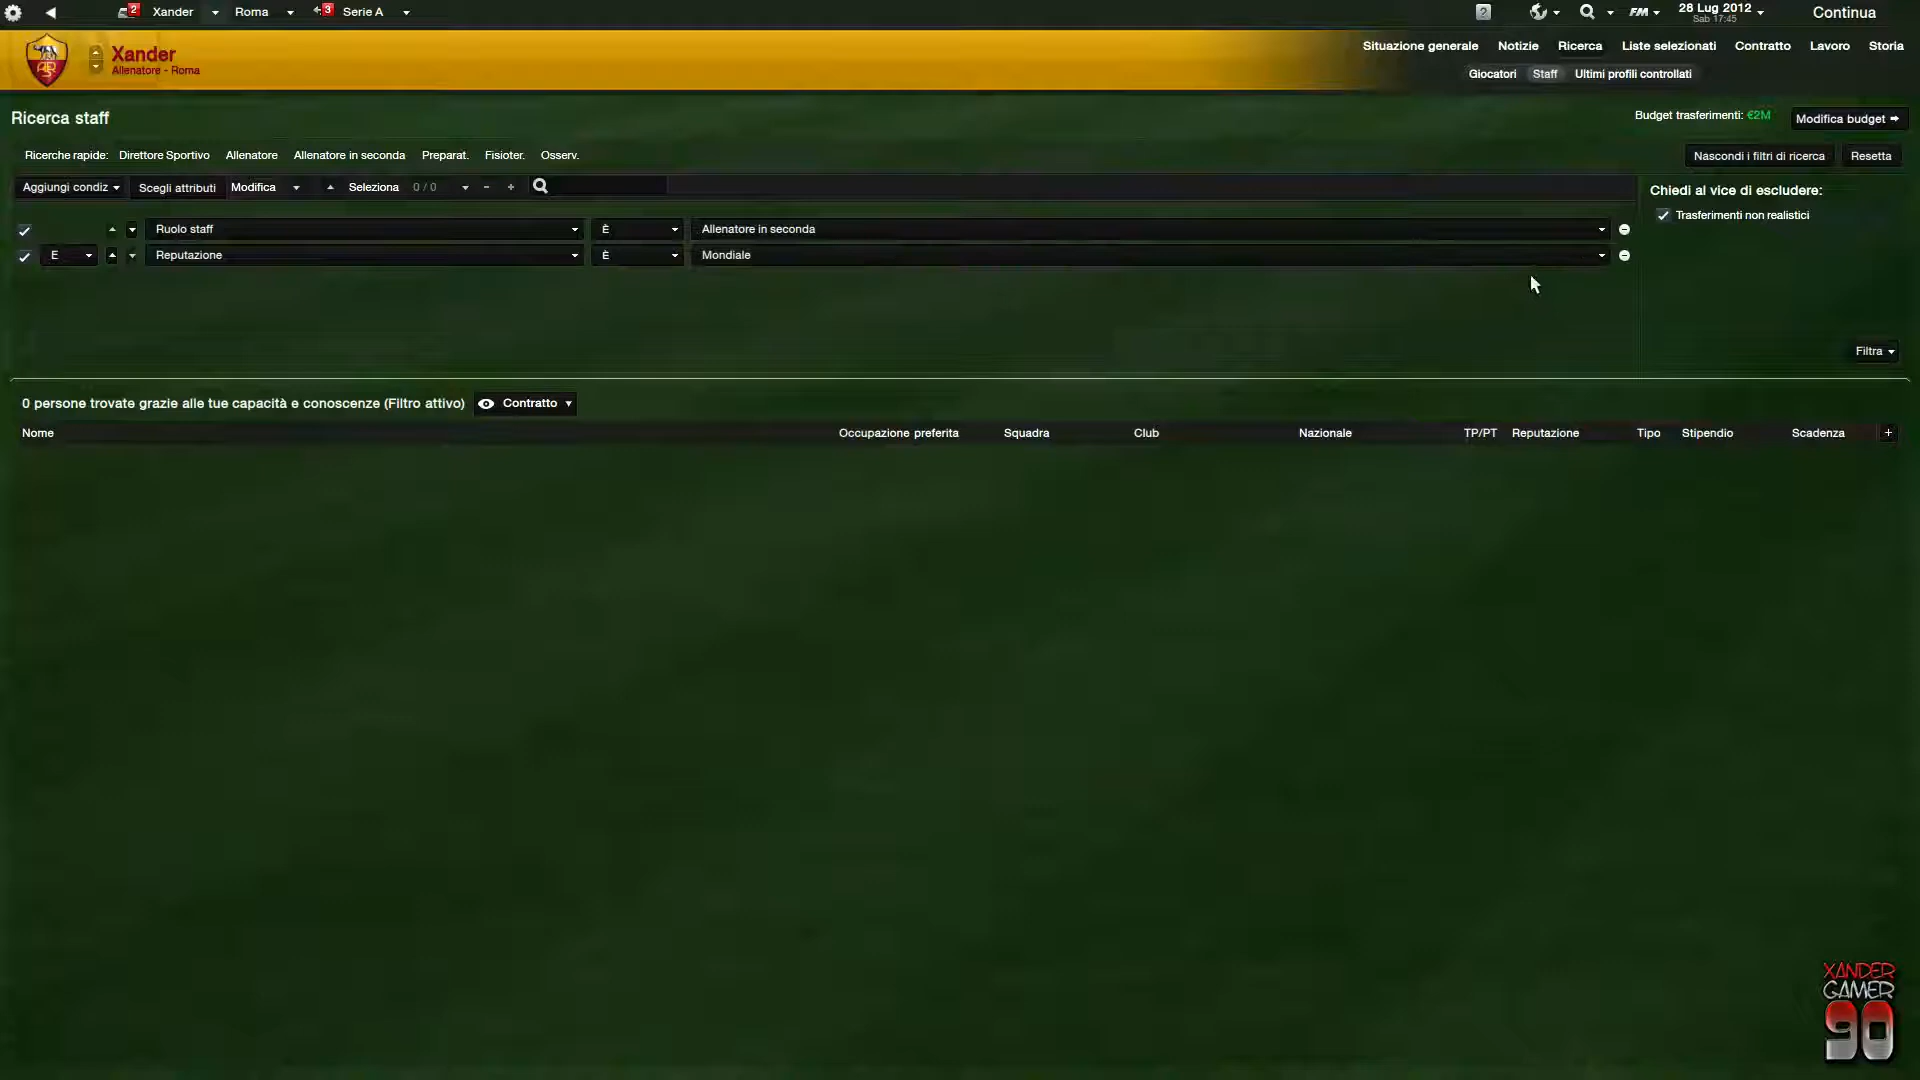 2 Xander Roma 3 Serie A ? FM 28 Lug 2012 Continua
Sab 17:45
Xander
Allenatore - Roma
Situazione generale Notizie Ricerca Liste selezionati Contratto Lavoro Storia
Giocatori Staff Ultimi profili controllati
Ricerca staff
Budget trasferimenti: €2M Modifica budget
Ricerche rapide: Direttore Sportivo Allenatore Allenatore in seconda Preparat. Fisioter. Osserv.
Nascondi i filtri di ricerca Resetta
Aggiungi condiz Scegli attributi Modifica Seleziona 0 / 0 - +
Chiedi al vice di escludere:
Trasferimenti non realistici
Ruolo staff È Allenatore in seconda
E Reputazione È Mondiale
Filtra
0 persone trovate grazie alle tue capacità e conoscenze (Filtro attivo) Contratto
Nome Occupazione preferita Squadra Club Nazionale TP/PT Reputazione Tipo Stipendio Scadenza +
XANDER
GAMER
90